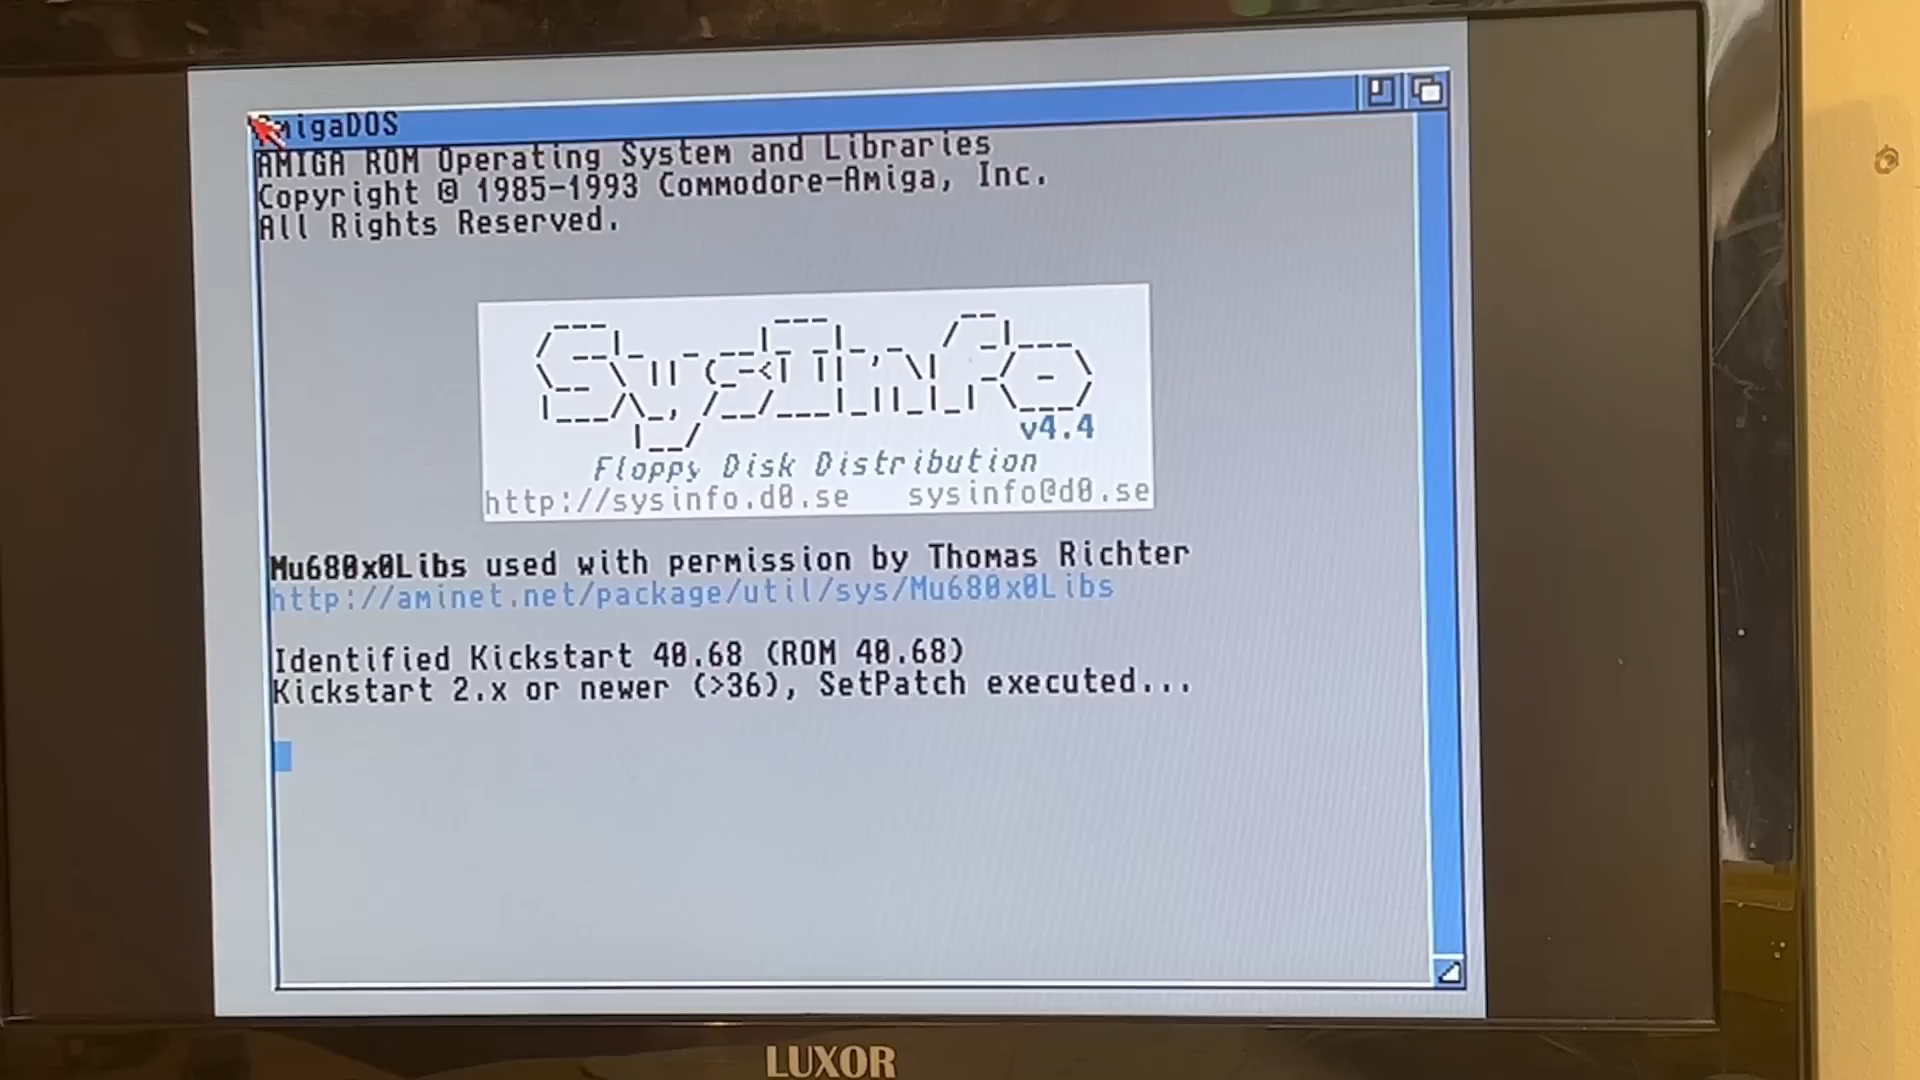 AmigaDOS
AMIGA ROM Operating System and Libraries
Copyright © 1985-1993 Commodore-Amiga, Inc.
All Rights Reserved.
SysInfo
v4.4
Floppy Disk Distribution
http://sysinfo.d0.se sysinfo@d0.se
Mu680x0Libs used with permission by Thomas Richter
http://aminet.net/package/util/sys/Mu680x0Libs
Identified Kickstart 40.68 (ROM 40.68)
Kickstart 2.x or newer (>36), SetPatch executed...
LUXOR